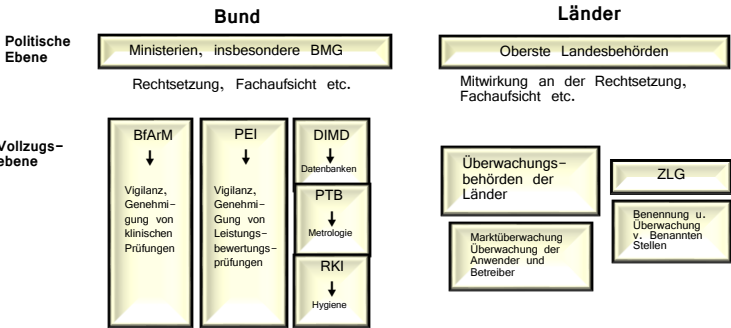 Bund
Länder
Politische
Ebene
Ministerien, insbesondere BMG
Oberste Landesbehörden
Rechtsetzung, Fachaufsicht etc.
Mitwirkung an der Rechtsetzung,
Fachaufsicht etc.
Vollzugs-
ebene
BfArM
Vigilanz,
Genehmi-
gung von
klinischen
Prüfungen
PEI
Vigilanz,
Genehmi-
Gung von
Leistungs-
bewertungs-
prüfungen
DIMD
Datenbanken
PTB
Metrologie
RKI
Hygiene
Überwachungs-
behörden der
Länder
Marktüberwachung
Überwachung der
Anwender und
Betreiber
ZLG
Benennung u.
Überwachung
v. Benannten
Stellen